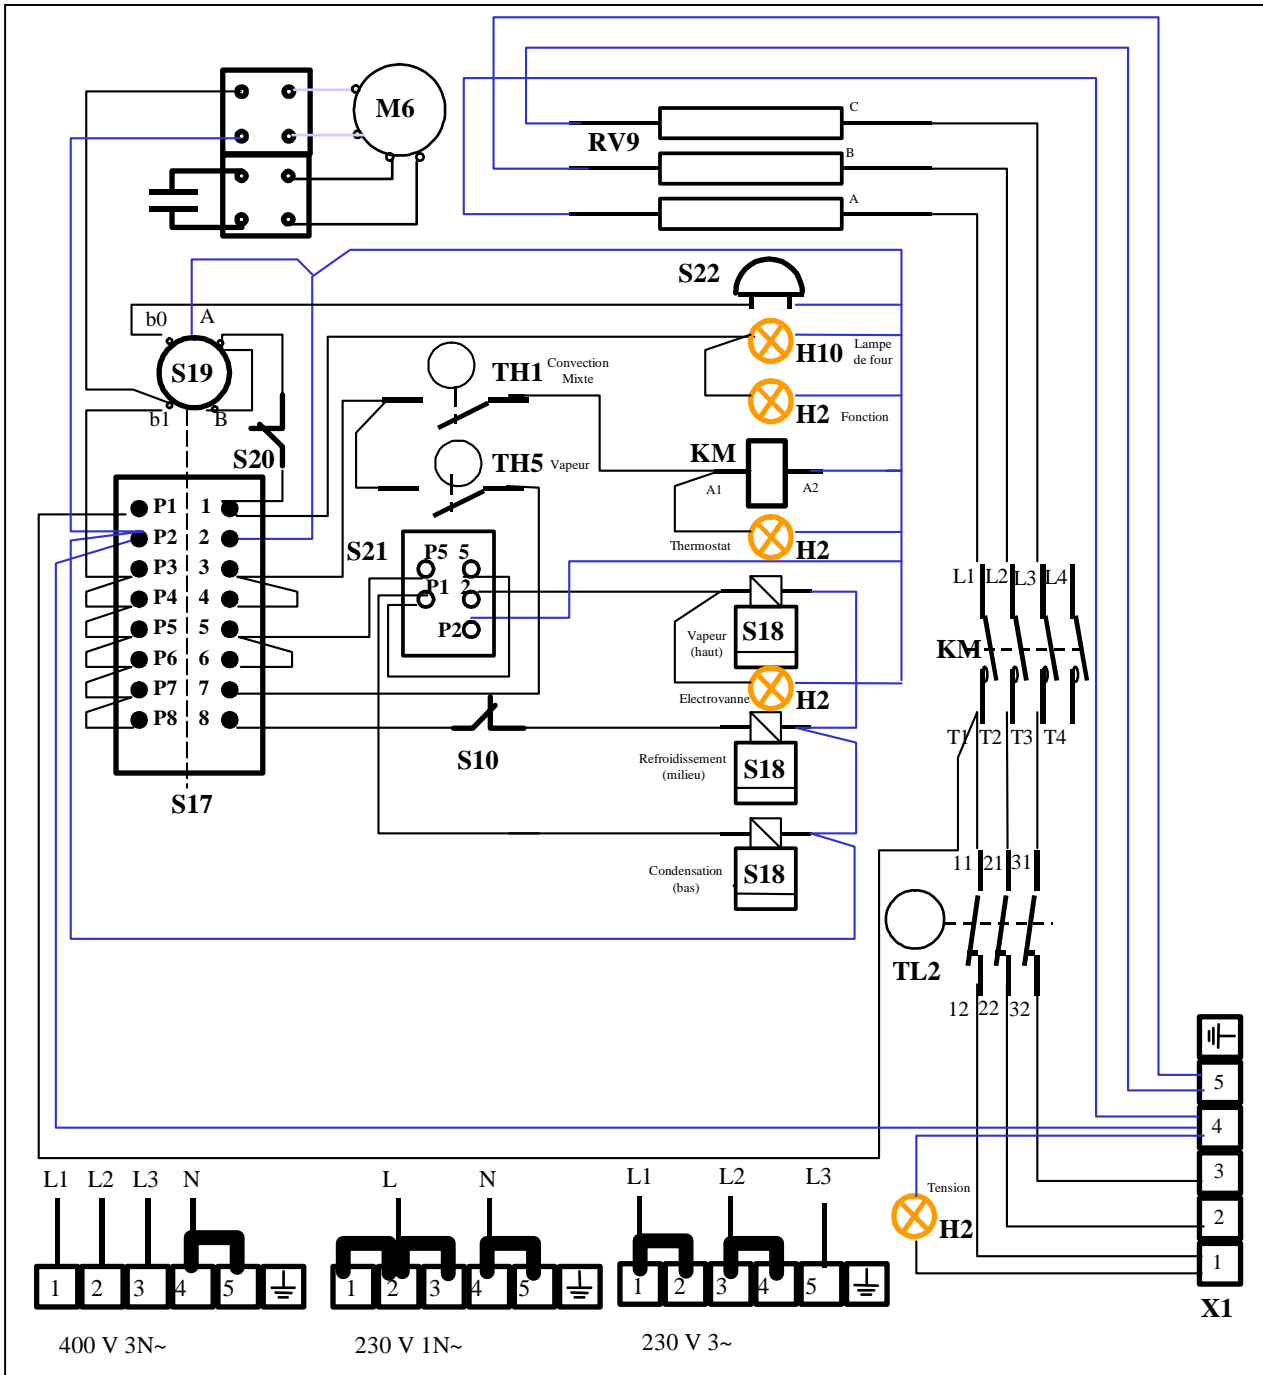 M6
RV9
C
B
A
S22
b0
A
S19
b1
B
S20
TH1
Convection
Mixte
H10
Lampe
de four
H2
Fonction
TH5
Vapeur
KM
A1
A2
Thermostat
H2
S21
P5 5
P1 2
P2
P1 1
P2 2
P3 3
P4 4
P5 5
P6 6
P7 7
P8 8
S17
S10
Vapeur
(haut)
S18
Electrovanne
H2
Refroidissement
(milieu)
S18
Condensation
(bas)
S18
L1 L2 L3 L4
KM
T1 T2 T3 T4
11 21 31
TL2
12 22 32
5
4
3
2
1
X1
Tension
H2
L1 L2 L3 N
1 2 3 4 5
400 V 3N~
L N
1 2 3 4 5
230 V 1N~
L1 L2 L3
1 2 3 4 5
230 V 3~